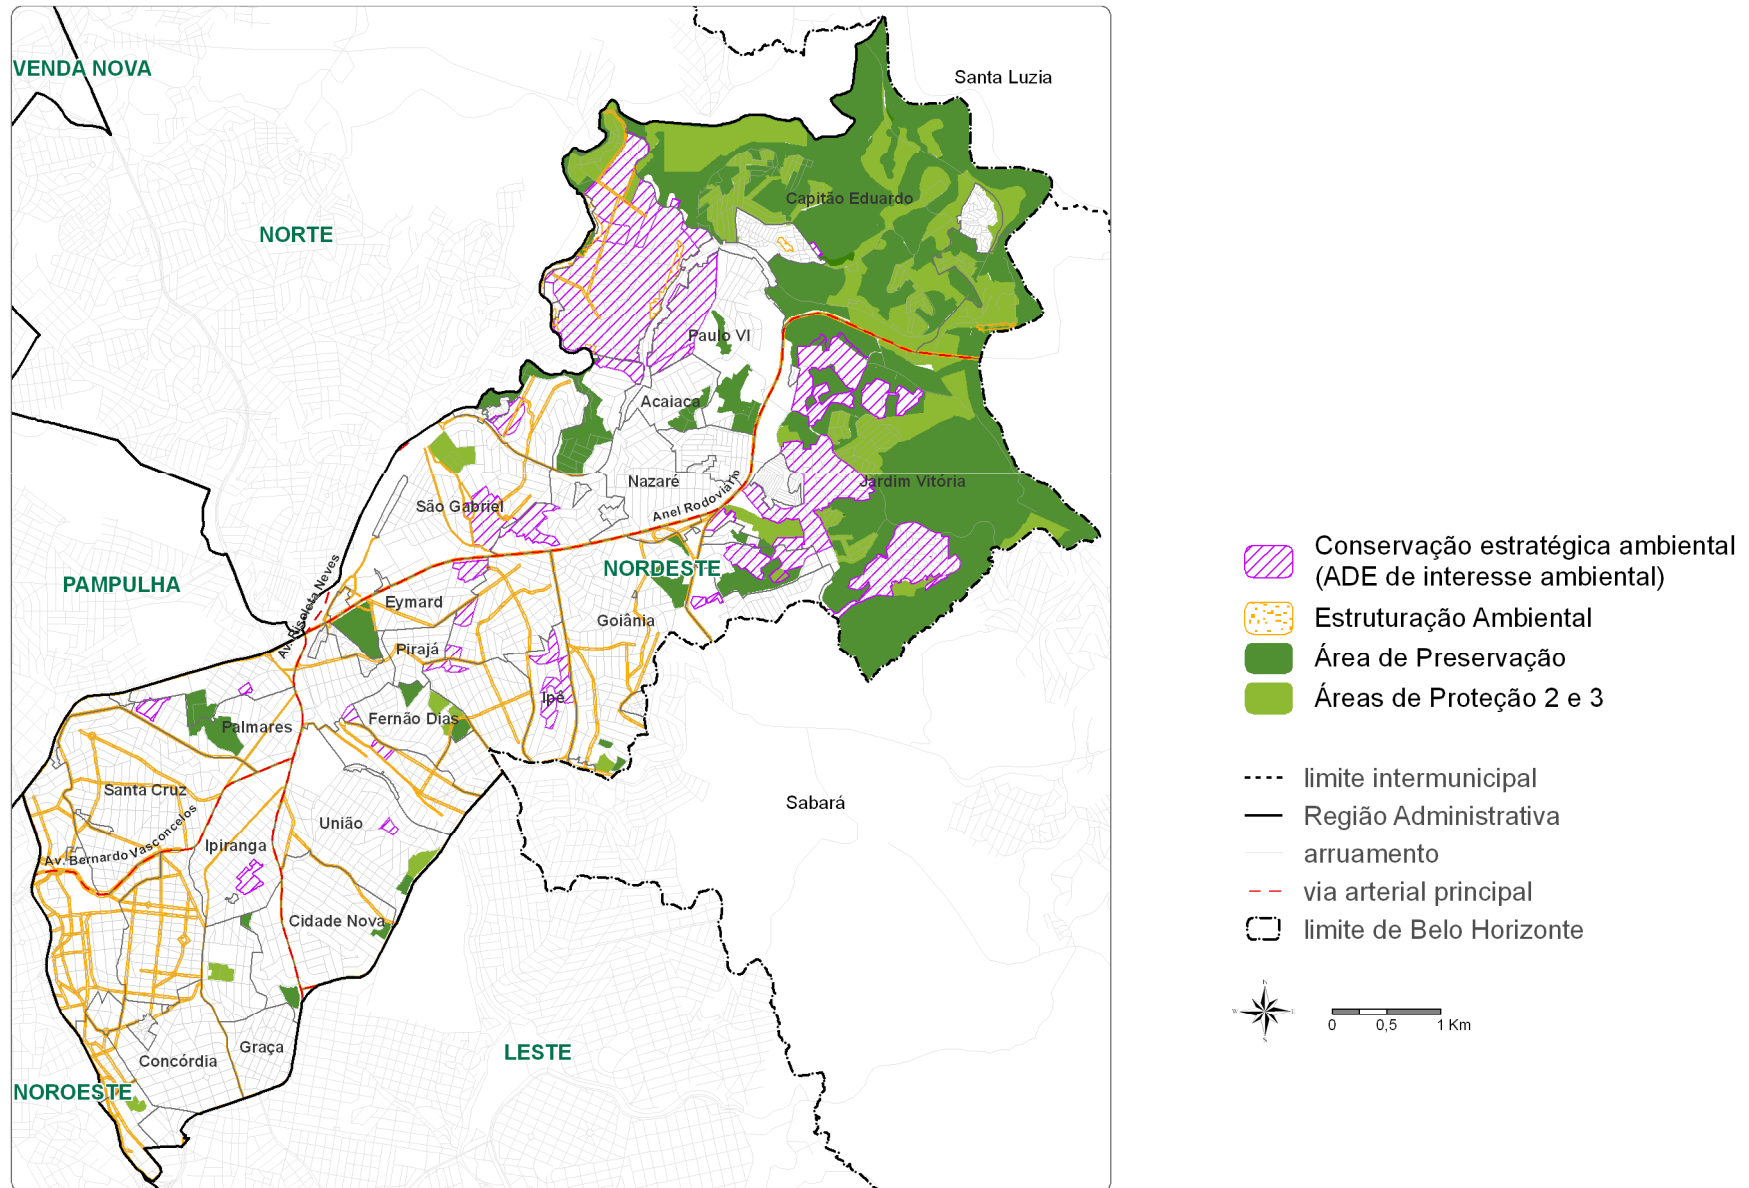 VENDA NOVA
Santa Luzia
Capitão Eduardo
NORTE
Paulo VI
Acaiaca
Nazaré
Jardim Vitória
São Gabriel
Anel Rodoviário
NORDESTE
PAMPULHA
Av. Risoleta Neves
Eymard
Goiânia
Pirajá
Ipê
Fernão Dias
Palmares
Santa Cruz
Sabará
União
Av. Bernardo Vasconcelos
Ipiranga
Cidade Nova
Graça
LESTE
Concórdia
NOROESTE
Conservação estratégica ambiental
(ADE de interesse ambiental)
Estruturação Ambiental
Área de Preservação
Áreas de Proteção 2 e 3
limite intermunicipal
Região Administrativa
arruamento
via arterial principal
limite de Belo Horizonte
N
W
E
S
0 0,5 1 Km